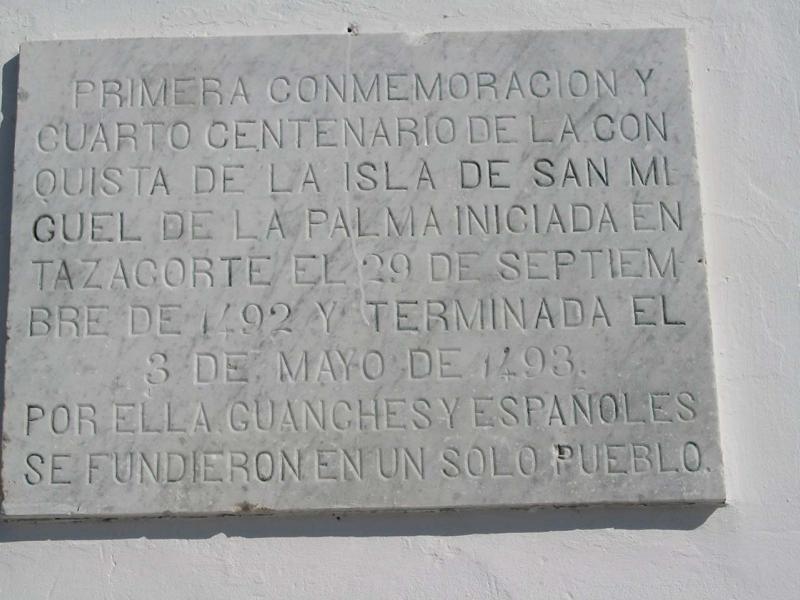 PRIMERA CONMEMORACION Y
CUARTO CENTENARIO DE LA CON
QUISTA DE LA ISLA DE SAN MI
GUEL DE LA PALMA INICIADA EN
TAZACORTE EL 29 DE SEPTIEM-
BRE DE 1492 Y TERMINADA EL
3 DE MAYO DE 1493.
POR ELLA GUANCHES Y ESPAÑOLES
SE FUNDIERON EN UN SOLO PUEBLO.